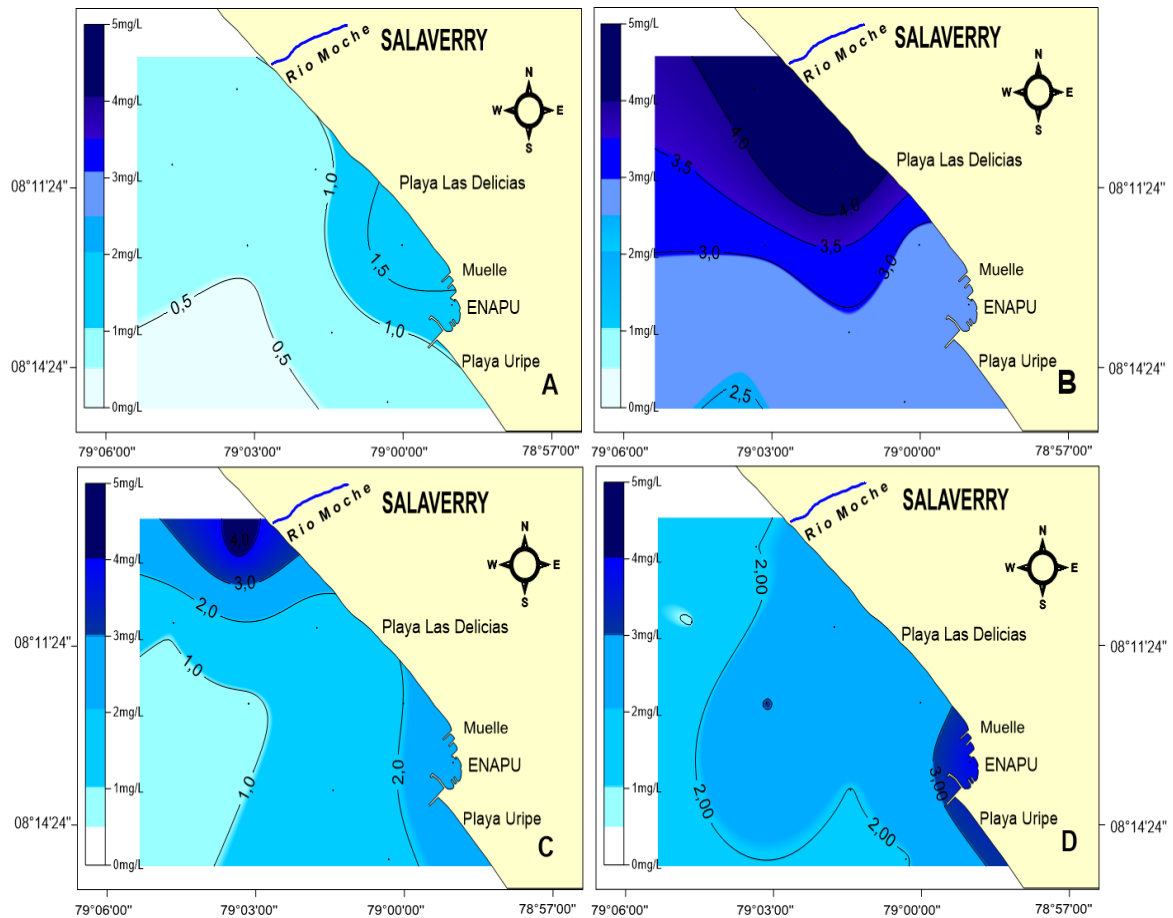 5mg/L
4mg/L
3mg/L
2mg/L
1mg/L
0mg/L
Rio Moche
SALAVERRY
N
W
E
S
Playa Las Delicias
Muelle
ENAPU
Playa Uripe
1,0
1,5
0,5
0,5
1,0
A
08°11'24"
08°14'24"
79°06'00"
79°03'00"
79°00'00"
78°57'00"
5mg/L
4mg/L
3mg/L
2mg/L
1mg/L
0mg/L
Rio Moche
SALAVERRY
N
W
E
S
Playa Las Delicias
Muelle
ENAPU
Playa Uripe
4,0
3,5
4,0
3,5
3,0
3,0
2,5
B
08°11'24"
08°14'24"
79°06'00"
79°03'00"
79°00'00"
78°57'00"
5mg/L
4mg/L
3mg/L
2mg/L
1mg/L
0mg/L
Rio Moche
SALAVERRY
N
W
E
S
Playa Las Delicias
Muelle
ENAPU
Playa Uripe
4,0
3,0
2,0
1,0
1,0
2,0
C
08°11'24"
08°14'24"
79°06'00"
79°03'00"
79°00'00"
78°57'00"
5mg/L
4mg/L
3mg/L
2mg/L
1mg/L
0mg/L
Rio Moche
SALAVERRY
N
W
E
S
Playa Las Delicias
Muelle
ENAPU
Playa Uripe
2,00
2,00
2,00
3,00
D
08°11'24"
08°14'24"
79°06'00"
79°03'00"
79°00'00"
78°57'00"